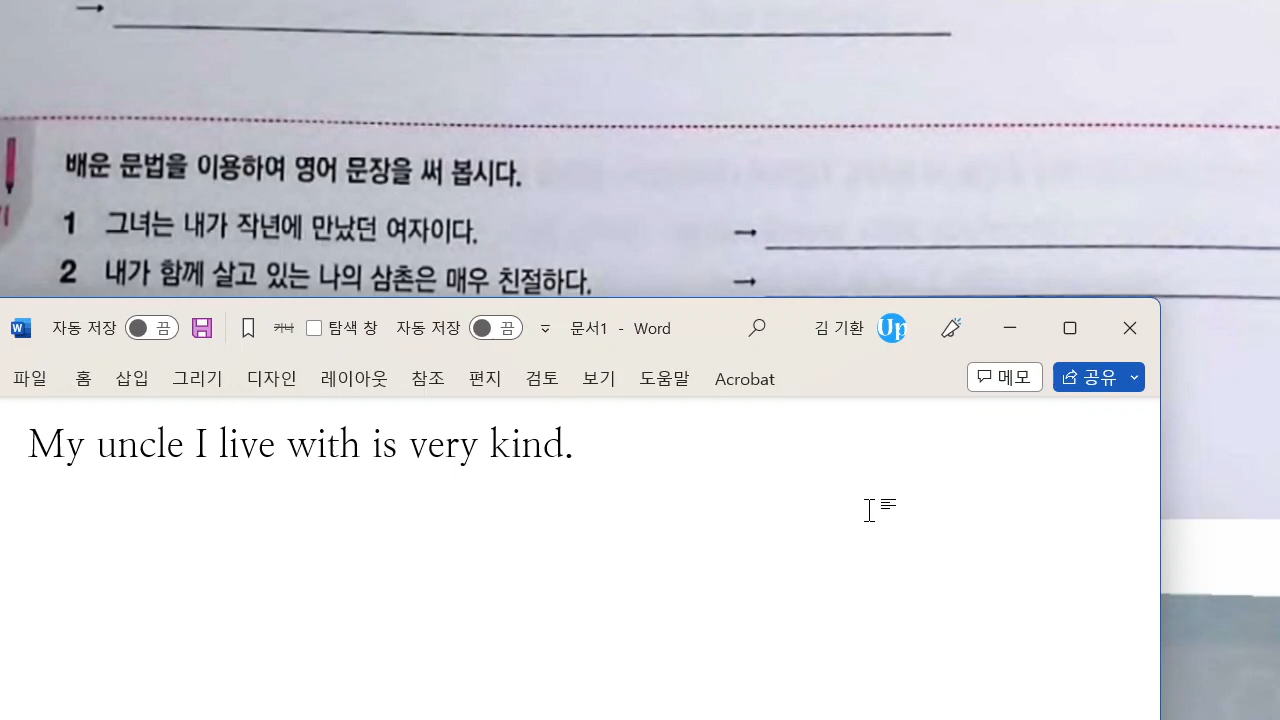 →
배운 문법을 이용하여 영어 문장을 써 봅시다.
1 그녀는 내가 작년에 만났던 여자이다. →
2 내가 함께 살고 있는 나의 삼촌은 매우 친절하다. →
자동 저장 끔 가나 탐색 창 자동 저장 끔 문서1 - Word 김 기환 Up
파일 홈 삽입 그리기 디자인 레이아웃 참조 편지 검토 보기 도움말 Acrobat 메모 공유
My uncle I live with is very kind.